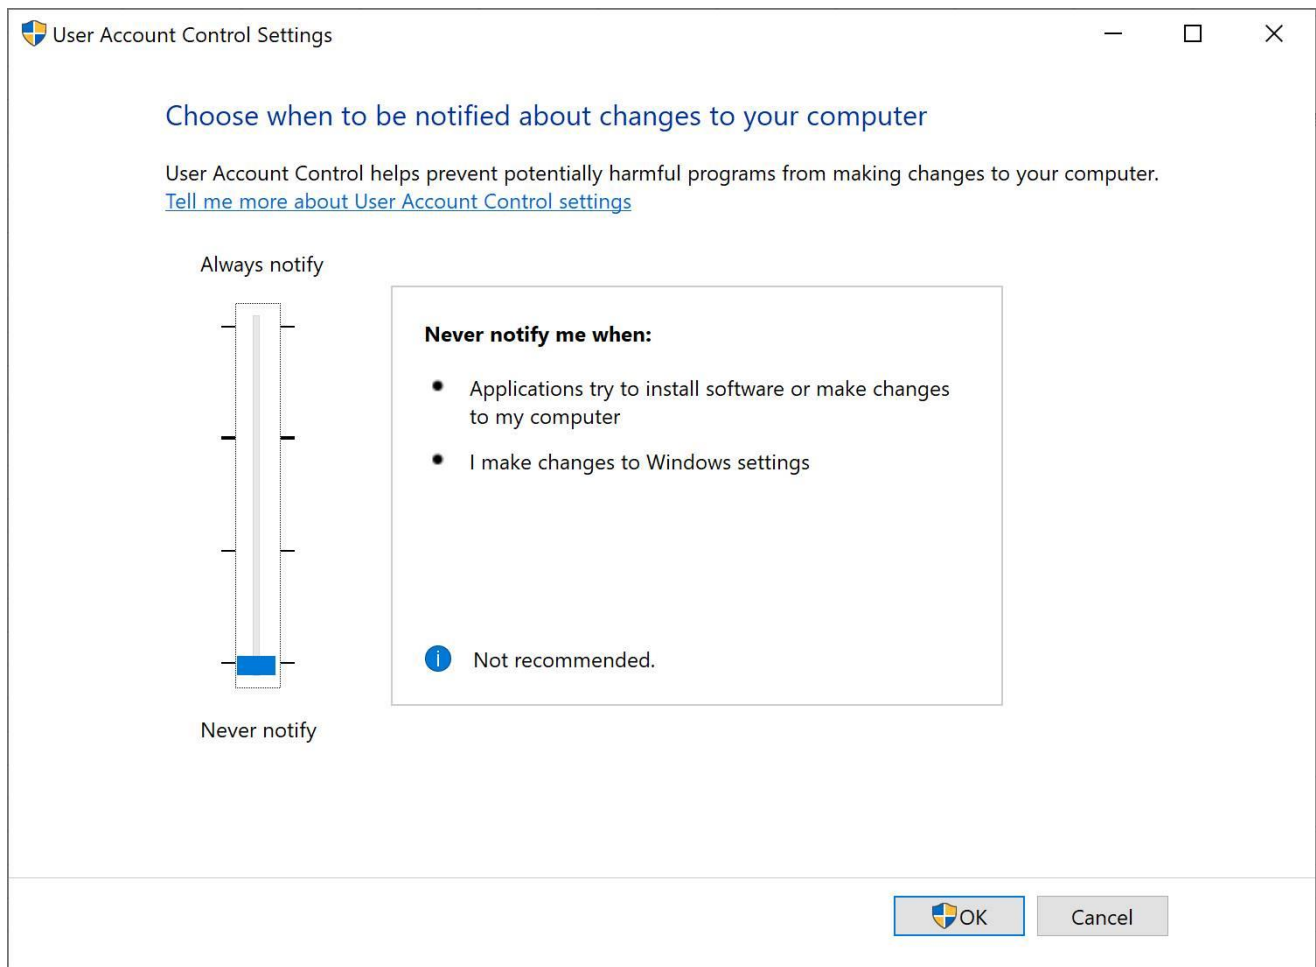 User Account Control Settings
Choose when to be notified about changes to your computer
User Account Control helps prevent potentially harmful programs from making changes to your computer.
Tell me more about User Account Control settings
Always notify
Never notify me when:
Applications try to install software or make changes
to my computer
I make changes to Windows settings
Not recommended.
Never notify
OK
Cancel